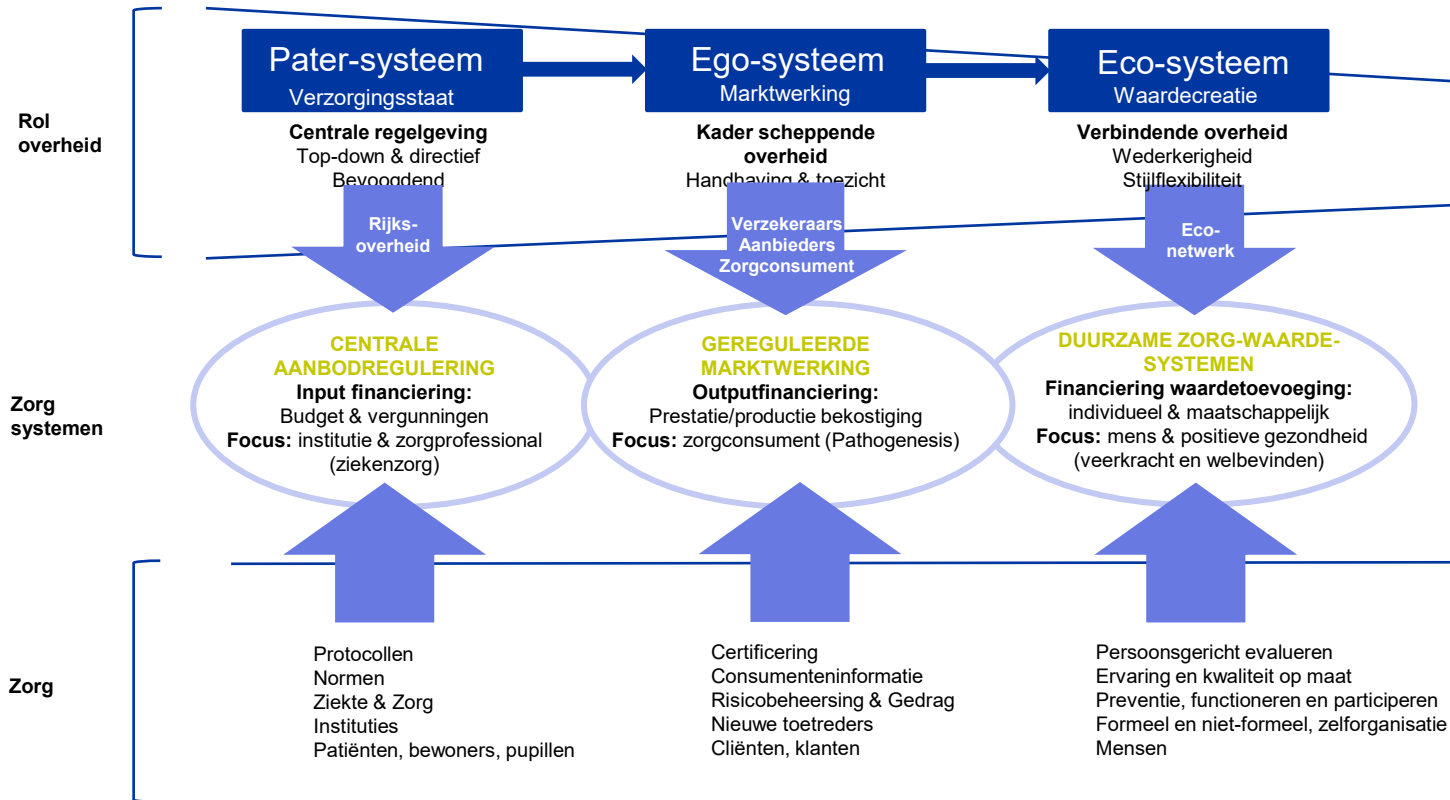 Rol
overheid
Pater-systeem
Verzorgingsstaat
Centrale regelgeving
Top-down & directief
Bevoogdend
Rijks-
overheid
Ego-systeem
Marktwerking
Kader scheppende
overheid
Handhaving & toezicht
Verzekeraars
Aanbieders
Zorgconsument
Eco-systeem
Waardecreatie
Verbindende overheid
Wederkerigheid
Stijlflexibiliteit
Eco-
netwerk
Zorg
systemen
CENTRALE
AANBODREGULERING
Input financiering:
Budget & vergunningen
Focus: institutie & zorgprofessional
(ziekenzorg)
GEREGULEERDE
MARKTWERKING
Outputfinanciering:
Prestatie/productie bekostiging
Focus: zorgconsument (Pathogenesis)
DUURZAME ZORG-WAARDE-
SYSTEMEN
Financiering waardetoevoeging:
individueel & maatschappelijk
Focus: mens & positieve gezondheid
(veerkracht en welbevinden)
Zorg
Protocollen
Normen
Ziekte & Zorg
Instituties
Patiënten, bewoners, pupillen
Certificering
Consumenteninformatie
Risicobeheersing & Gedrag
Nieuwe toetreders
Cliënten, klanten
Persoonsgericht evalueren
Ervaring en kwaliteit op maat
Preventie, functioneren en participeren
Formeel en niet-formeel, zelforganisatie
Mensen